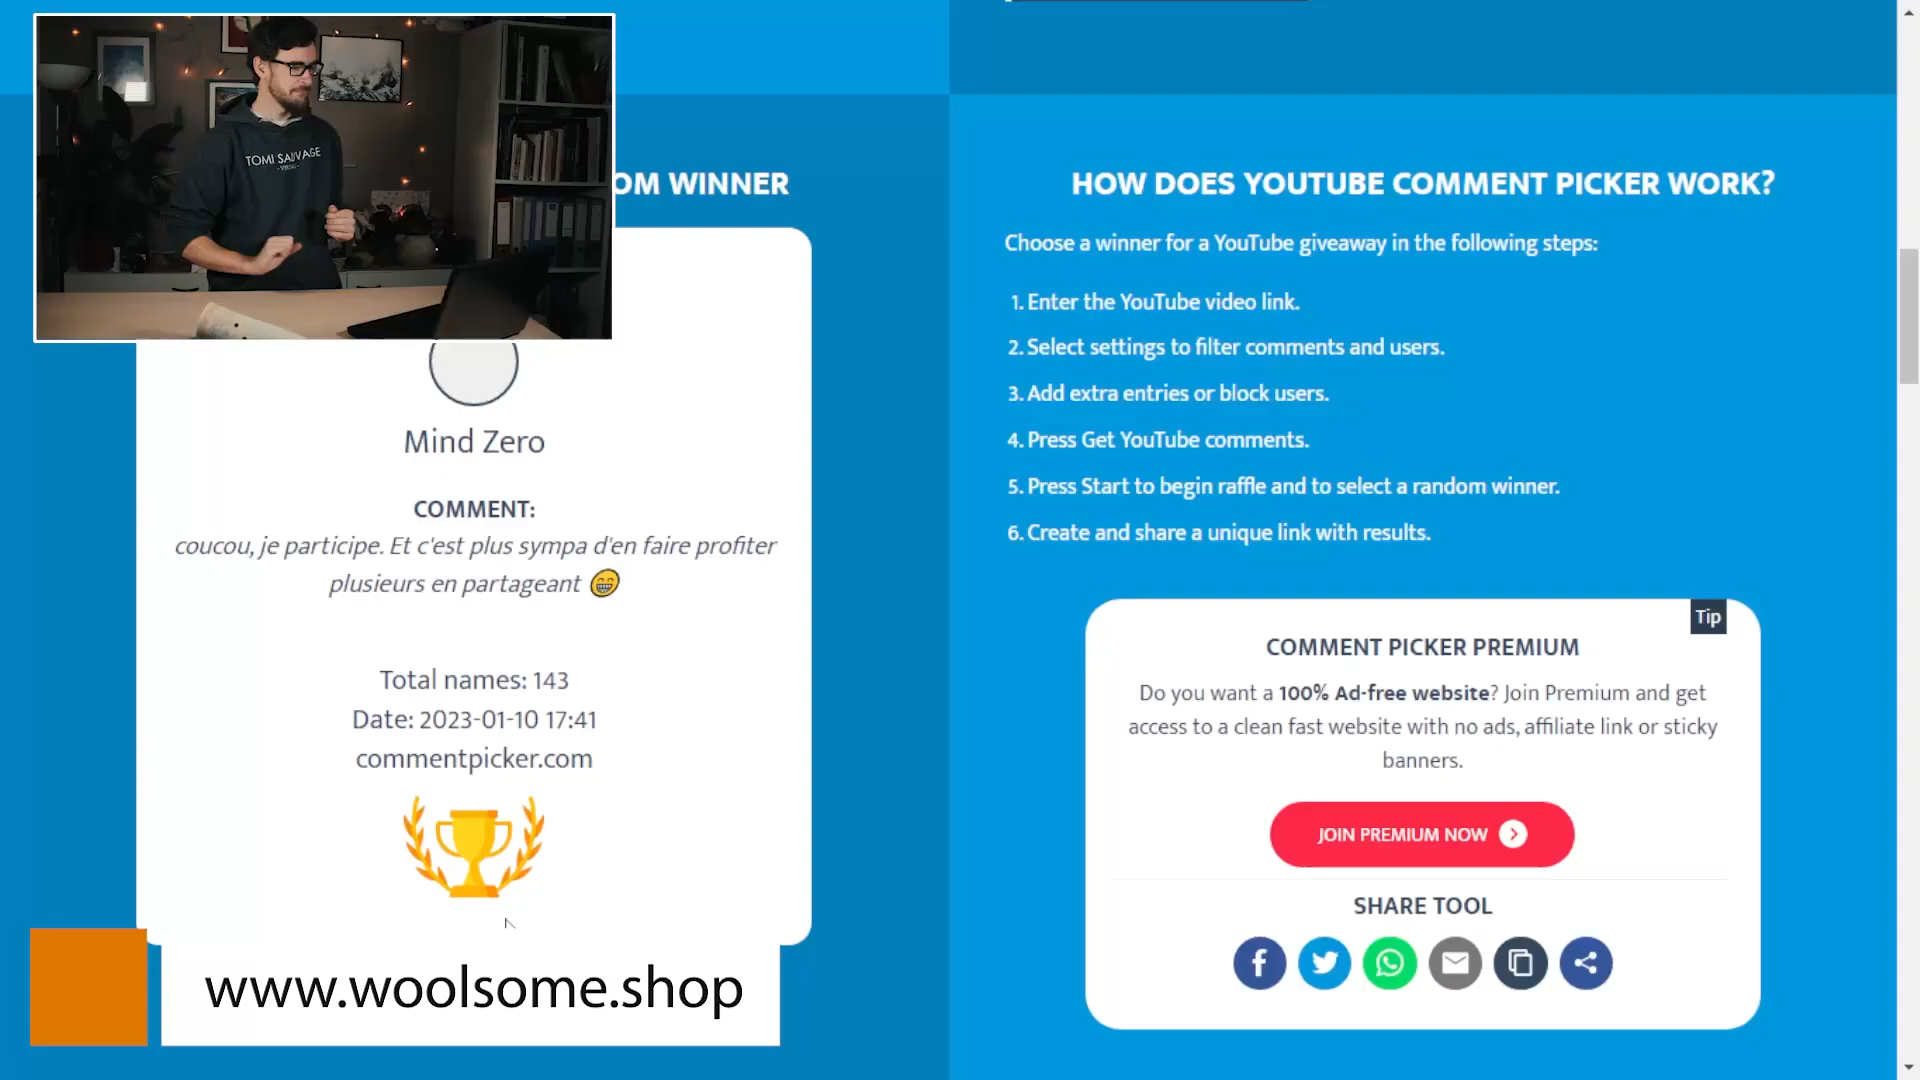 TOMI SAUVAGE
OM WINNER
Mind Zero
COMMENT:
coucou, je participe. Et c'est plus sympa d'en faire profiter
plusieurs en partageant 😁
Total names: 143
Date: 2023-01-10 17:41
commentpicker.com
www.woolsome.shop
HOW DOES YOUTUBE COMMENT PICKER WORK?
Choose a winner for a YouTube giveaway in the following steps:
1. Enter the YouTube video link.
2. Select settings to filter comments and users.
3. Add extra entries or block users.
4. Press Get YouTube comments.
5. Press Start to begin raffle and to select a random winner.
6. Create and share a unique link with results.
Tip
COMMENT PICKER PREMIUM
Do you want a 100% Ad-free website? Join Premium and get
access to a clean fast website with no ads, affiliate link or sticky
banners.
JOIN PREMIUM NOW
SHARE TOOL